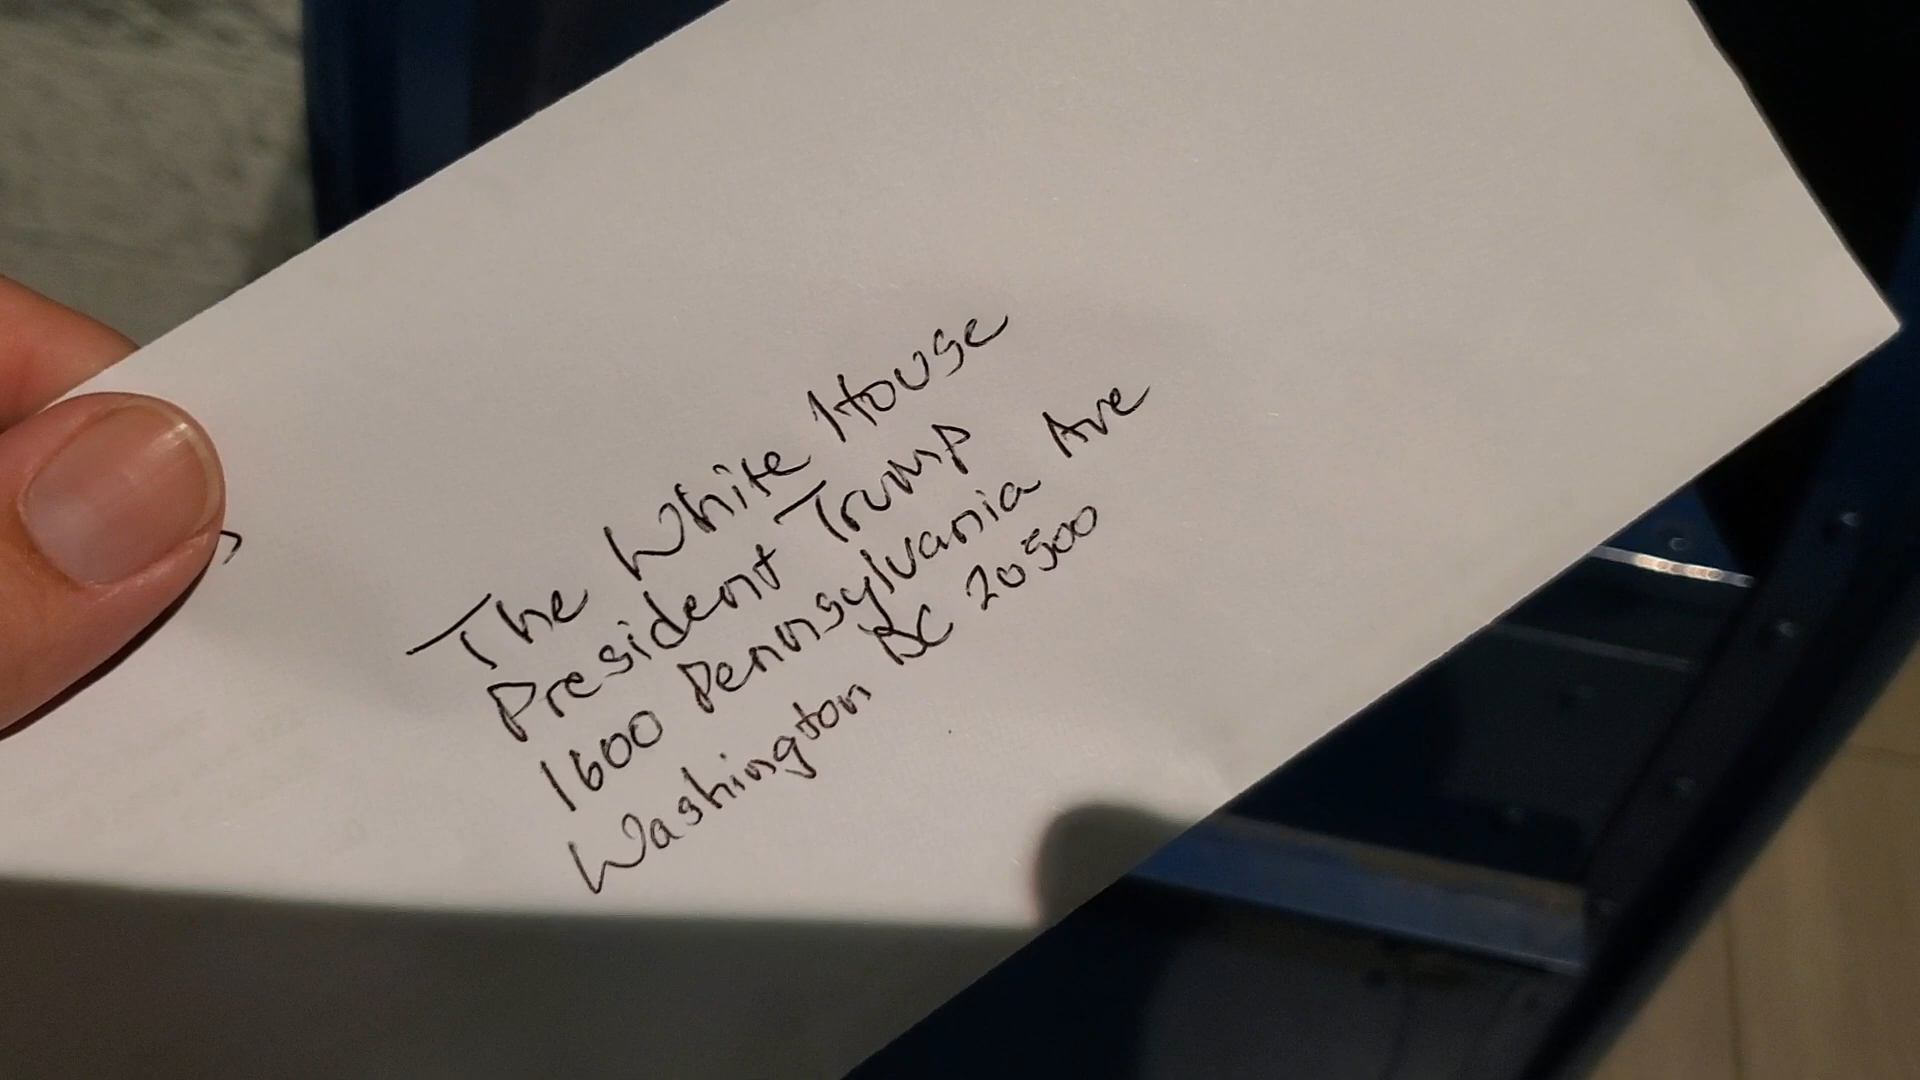 The White House
President Trump
1600 Pennsylvania Ave
Washington DC 20500